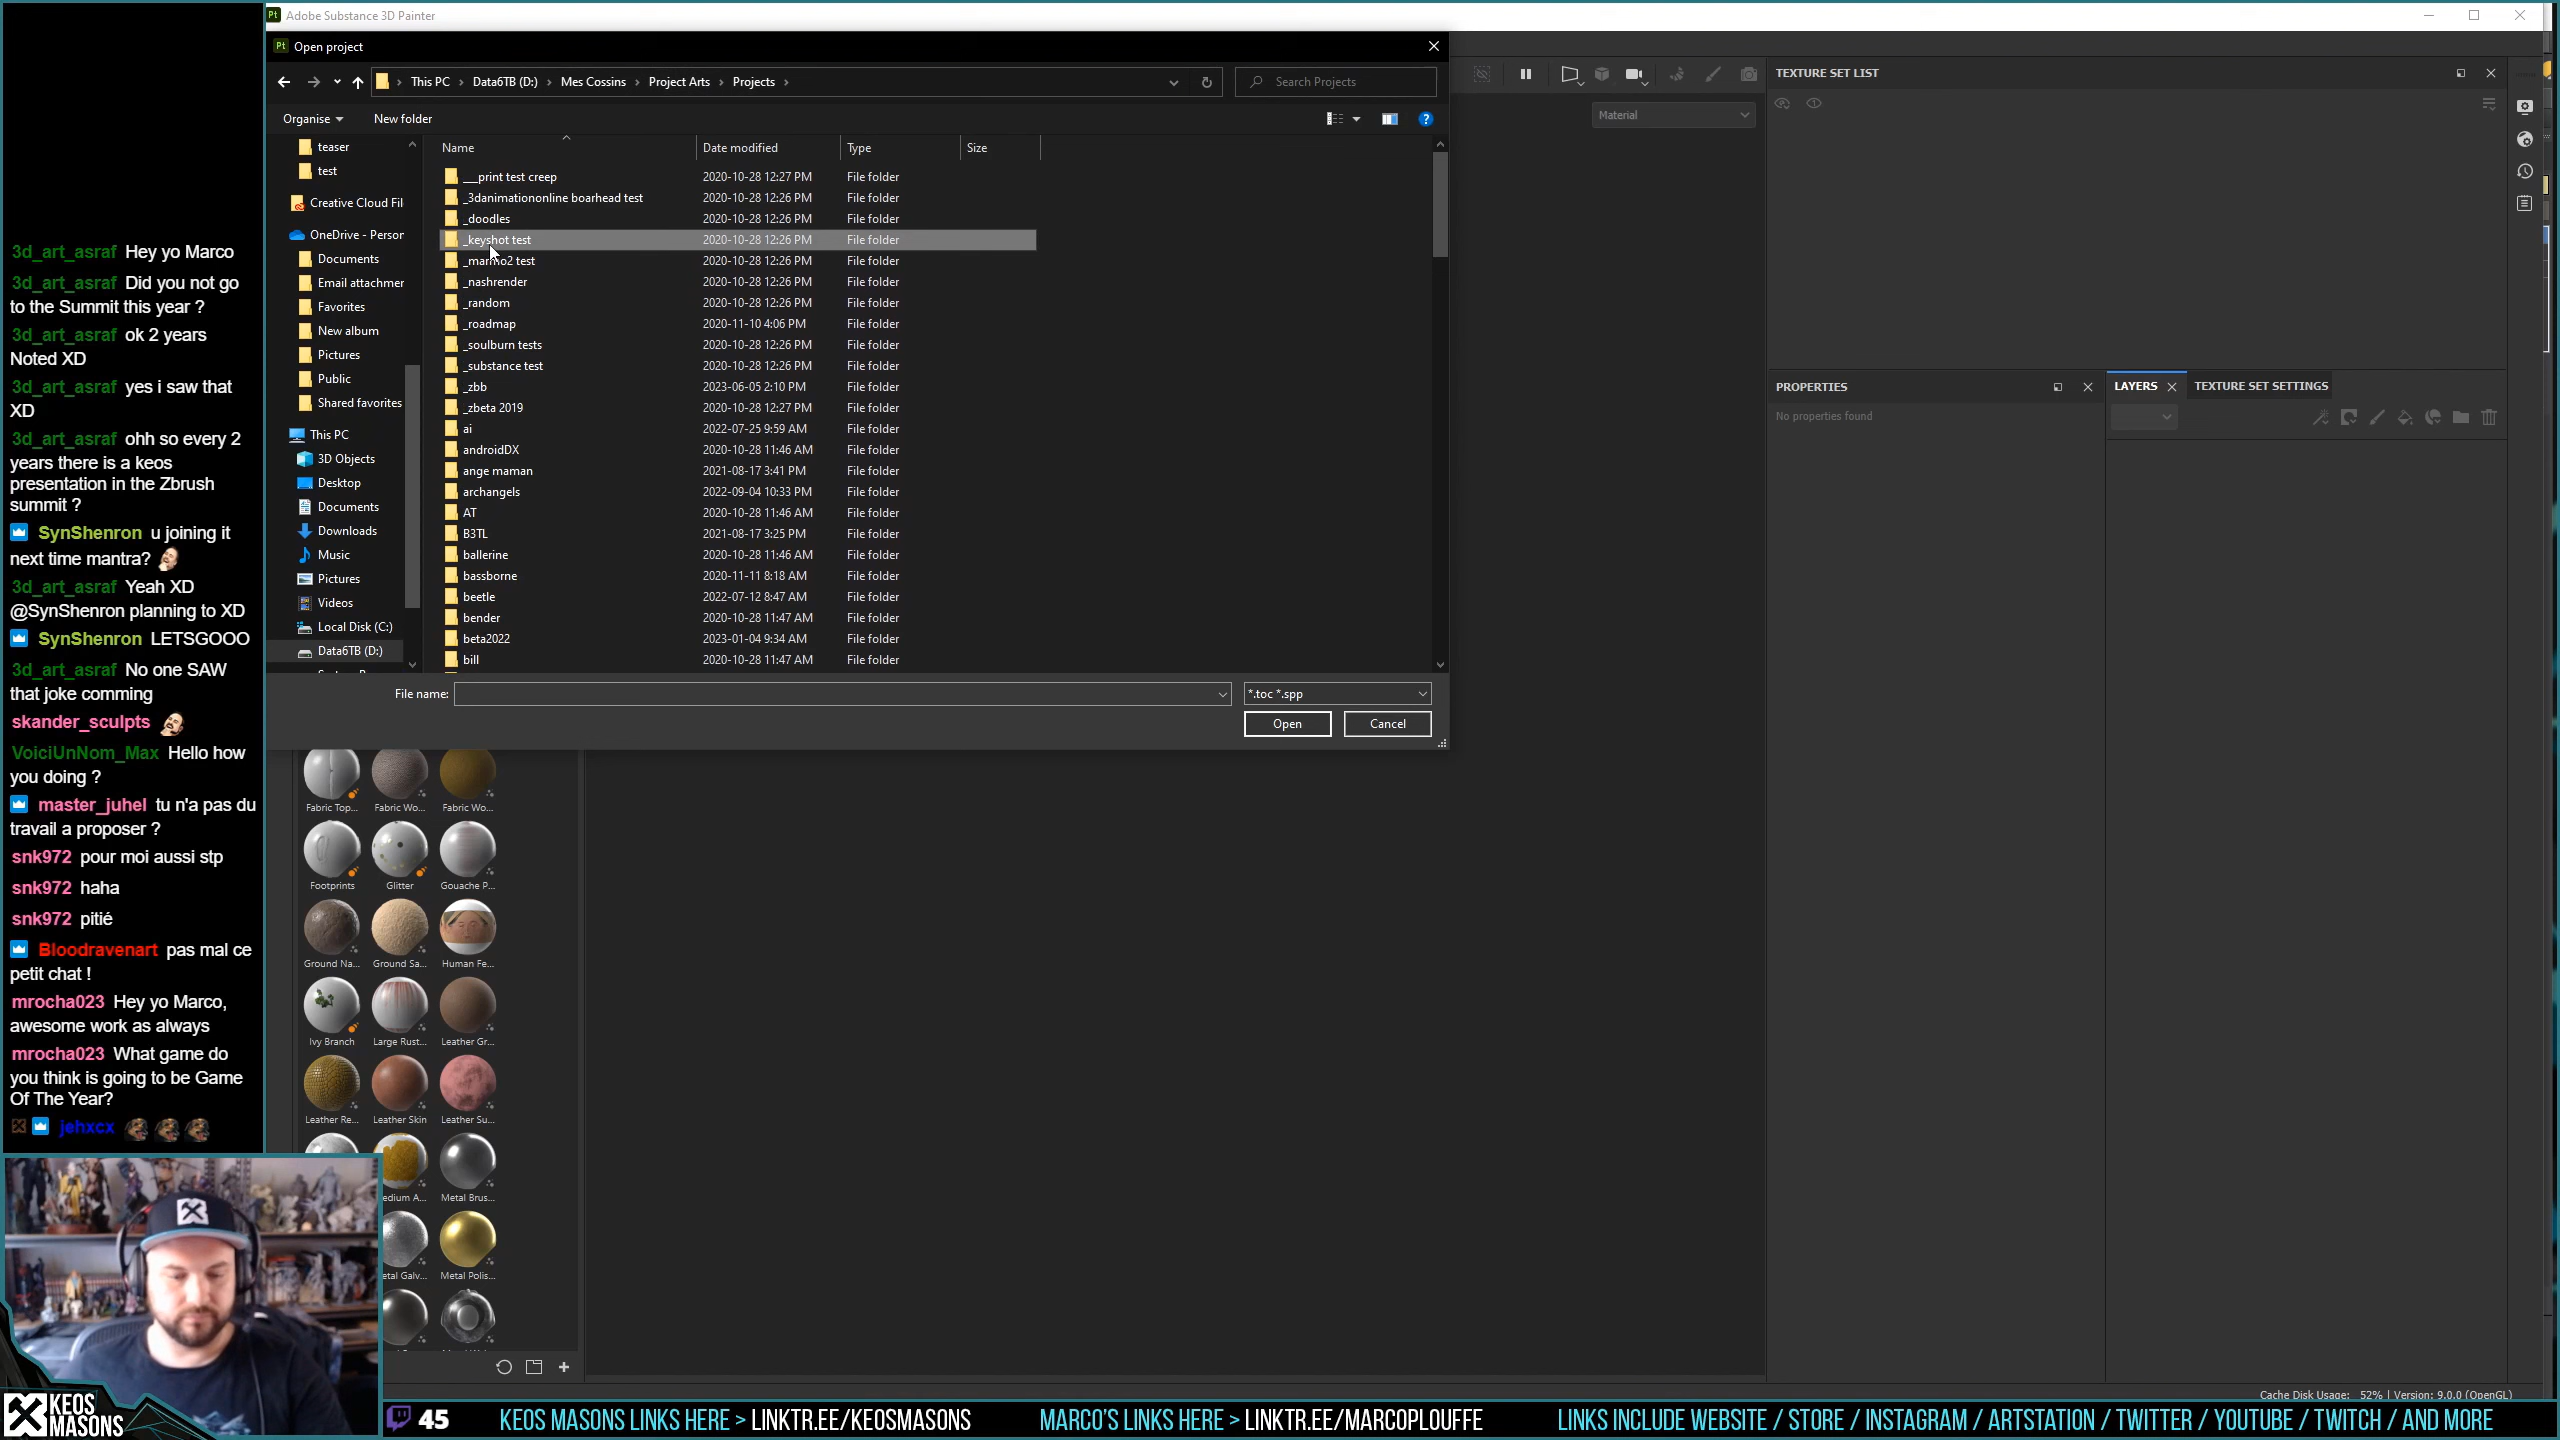 Adobe Substance 3D Painter
Open project
This PC > Data6TB (D:) > Mes Cossins > Project Arts > Projects >
Search Projects
Organise
New folder
teaser
test
Creative Cloud Fil
OneDrive - Person
Documents
Email attachmer
Favorites
New album
Pictures
Public
Shared favorites
This PC
3D Objects
Desktop
Documents
Downloads
Music
Pictures
Videos
Local Disk (C:)
Data6TB (D:)
Name Date modified Type Size
___print test creep 2020-10-28 12:27 PM File folder
_3danimationonline boarhead test 2020-10-28 12:26 PM File folder
_doodles 2020-10-28 12:26 PM File folder
_keyshot test 2020-10-28 12:26 PM File folder
_marmo2 test 2020-10-28 12:26 PM File folder
_nashrender 2020-10-28 12:26 PM File folder
_random 2020-10-28 12:26 PM File folder
_roadmap 2020-11-10 4:06 PM File folder
_soulburn tests 2020-10-28 12:26 PM File folder
_substance test 2020-10-28 12:26 PM File folder
_zbb 2023-06-05 2:10 PM File folder
_zbeta 2019 2020-10-28 12:27 PM File folder
ai 2022-07-25 9:59 AM File folder
androidDX 2020-10-28 11:46 AM File folder
ange maman 2021-08-17 3:41 PM File folder
archangels 2022-09-04 10:33 PM File folder
AT 2020-10-28 11:46 AM File folder
B3TL 2021-08-17 3:25 PM File folder
ballerine 2020-10-28 11:46 AM File folder
bassborne 2020-11-11 8:18 AM File folder
beetle 2022-07-12 8:47 AM File folder
bender 2020-10-28 11:47 AM File folder
beta2022 2023-01-04 9:34 AM File folder
bill 2020-10-28 11:47 AM File folder
File name:
*.toc *.spp
Open
Cancel
Material
TEXTURE SET LIST
PROPERTIES
No properties found
LAYERS
TEXTURE SET SETTINGS
3d_art_asraf Hey yo Marco
3d_art_asraf Did you not go
to the Summit this year ?
3d_art_asraf ok 2 years
Noted XD
3d_art_asraf yes i saw that
XD
3d_art_asraf ohh so every 2
years there is a keos
presentation in the Zbrush
summit ?
SynShenron u joining it
next time mantra?
3d_art_asraf Yeah XD
@SynShenron planning to XD
SynShenron LETSGOOO
3d_art_asraf No one SAW
that joke comming
skander_sculpts
VoiciUnNom_Max Hello how
you doing ?
master_juhel tu n'a pas du
travail a proposer ?
snk972 pour moi aussi stp
snk972 haha
snk972 pitié
Bloodravenart pas mal ce
petit chat !
mrocha023 Hey yo Marco,
awesome work as always
mrocha023 What game do
you think is going to be Game
Of The Year?
jehxcx
Fabric Top... Fabric Wo... Fabric Wo...
Footprints Glitter Gouache P...
Ground Na... Ground Sa... Human Fe...
Ivy Branch Large Rust... Leather Gr...
Leather Re... Leather Skin Leather Su...
edium A... Metal Brus...
etal Galv... Metal Polis...
Cache Disk Usage: 52% | Version: 9.0.0 (OpenGL)
KEOS
MASONS
45
KEOS MASONS LINKS HERE > LINKTR.EE/KEOSMASONS
MARCO'S LINKS HERE > LINKTR.EE/MARCOPLOUFFE
LINKS INCLUDE WEBSITE / STORE / INSTAGRAM / ARTSTATION / TWITTER / YOUTUBE / TWITCH / AND MORE